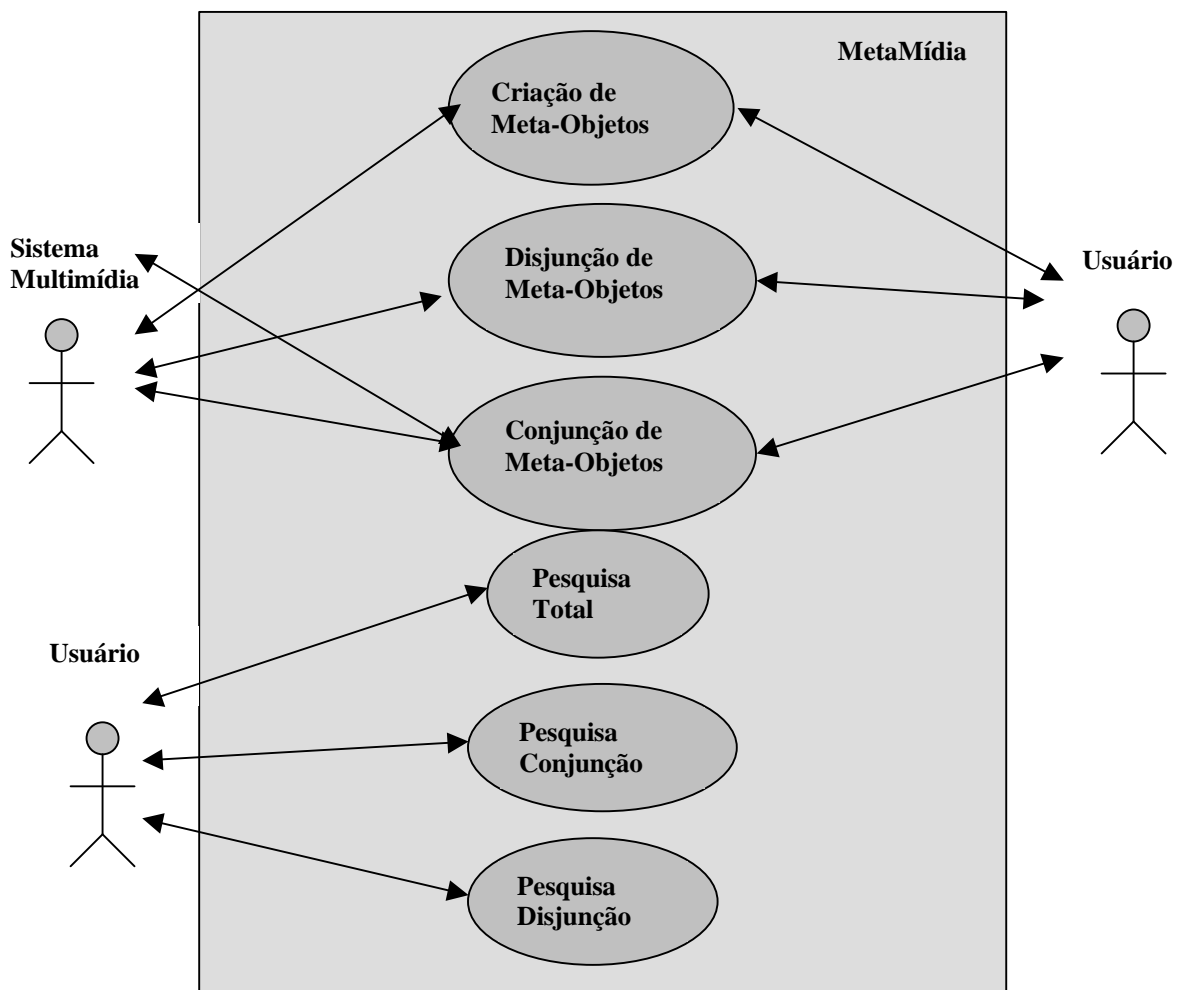 MetaMídia
Criação de
Meta-Objetos
Sistema
Multimídia
Disjunção de
Meta-Objetos
Usuário
Conjunção de
Meta-Objetos
Pesquisa
Total
Usuário
Pesquisa
Conjunção
Pesquisa
Disjunção